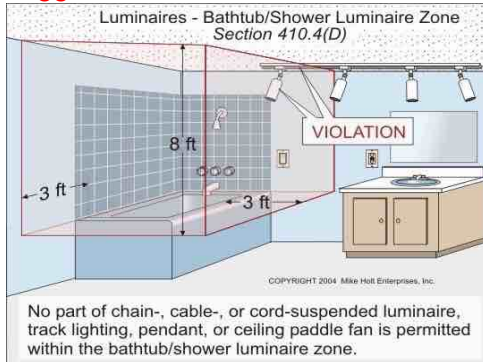 Luminaires - Bathtub/Shower Luminaire Zone
Section 410.4(D)
VIOLATION
8 ft
3 ft
3 ft
COPYRIGHT 2004 Mike Holt Enterprises, Inc.
No part of chain-, cable-, or cord-suspended luminaire,
track lighting, pendant, or ceiling paddle fan is permitted
within the bathtub/shower luminaire zone.